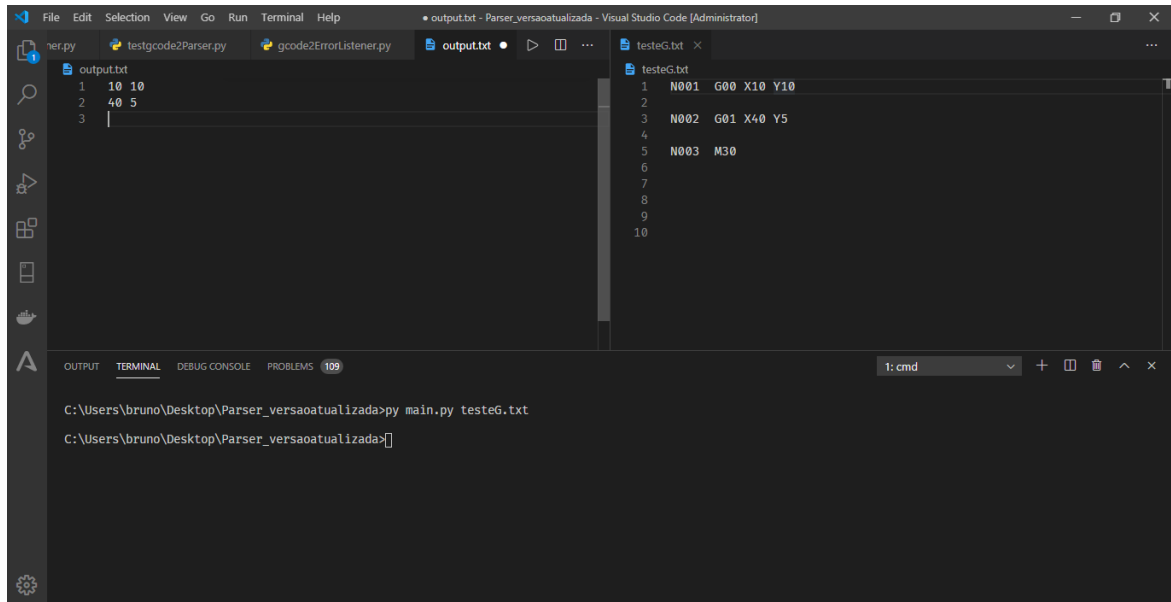 File Edit Selection View Go Run Terminal Help ● output.txt - Parser_versaoatualizada - Visual Studio Code [Administrator]
ner.py testgcode2Parser.py gcode2ErrorListener.py output.txt ● ···
output.txt
1 10 10
2 40 5
3
testeG.txt ···
testeG.txt
1 N001 G00 X10 Y10
2
3 N002 G01 X40 Y5
4
5 N003 M30
6
7
8
9
10
1
OUTPUT TERMINAL DEBUG CONSOLE PROBLEMS 109 1: cmd
C:\Users\bruno\Desktop\Parser_versaoatualizada>py main.py testeG.txt
C:\Users\bruno\Desktop\Parser_versaoatualizada>